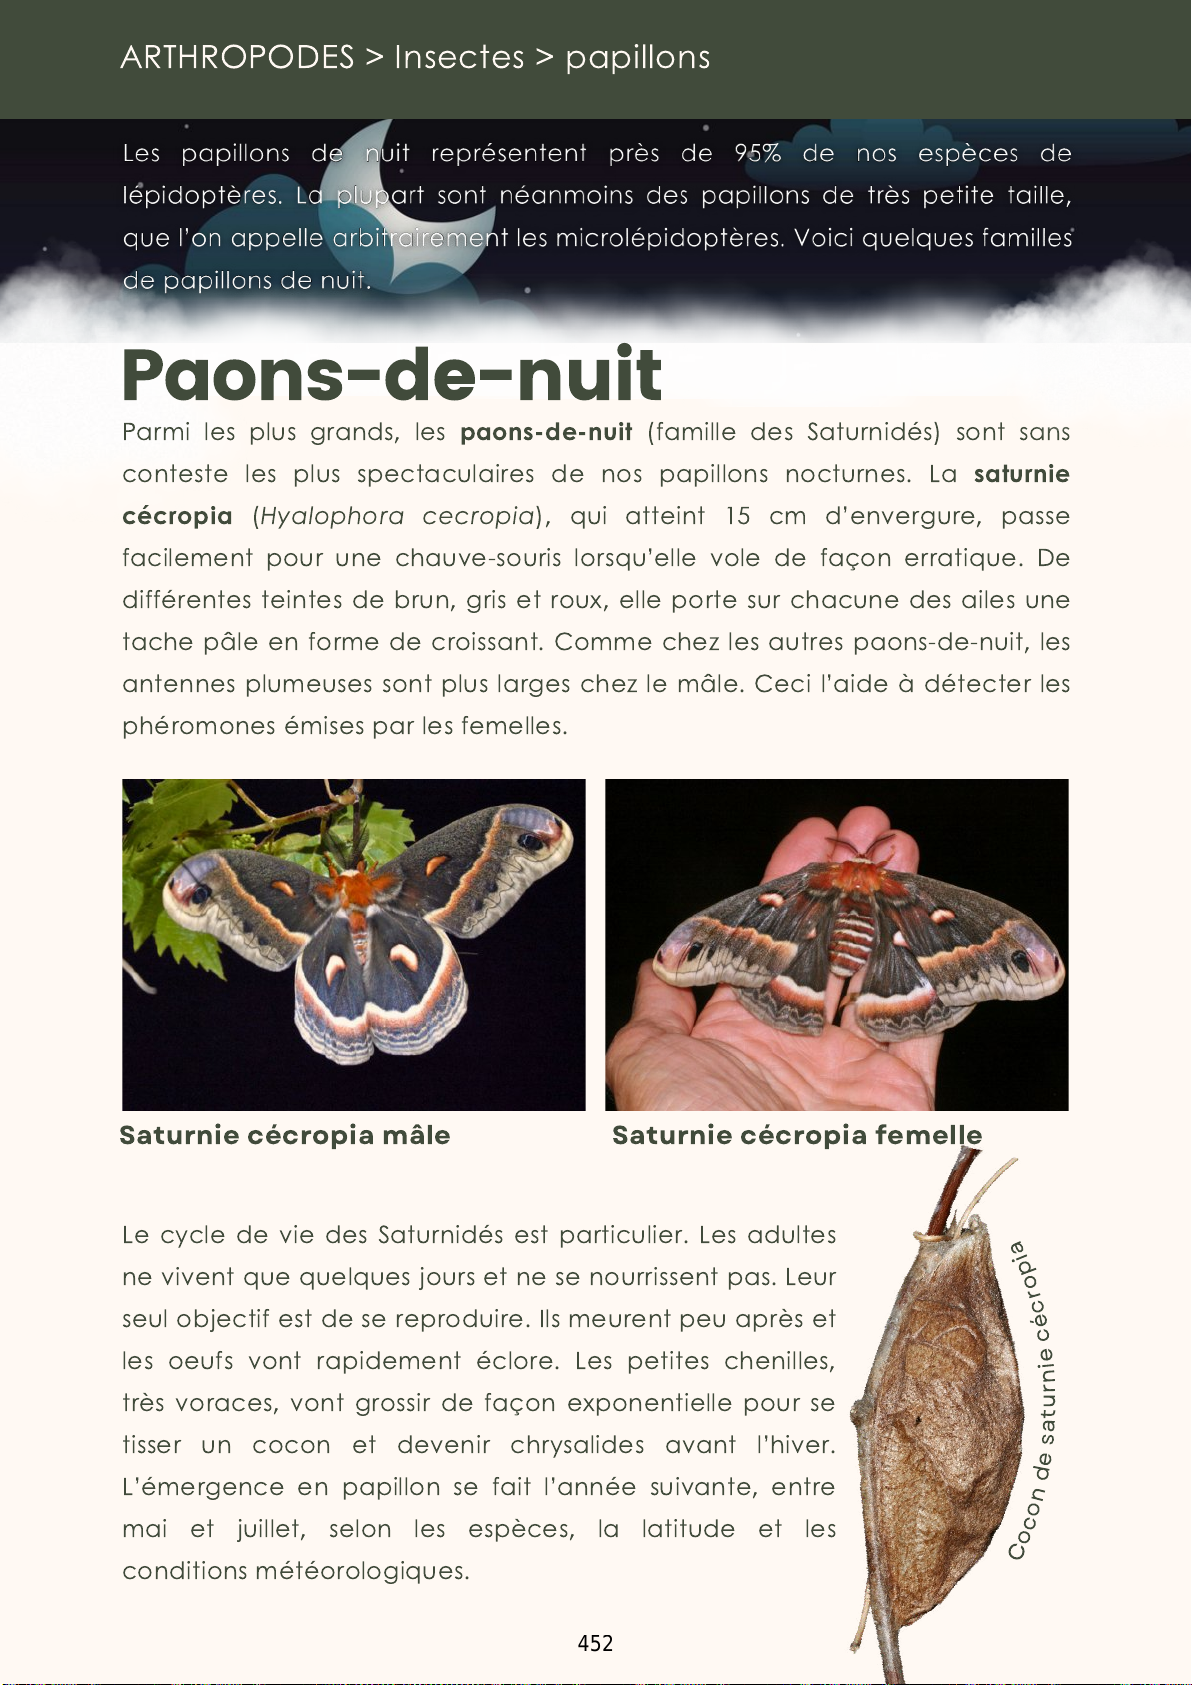 ARTHROPODES > Insectes > papillons
Les papillons de nuit représentent près de 95% de nos espèces de
lépidoptères. La plupart sont néanmoins des papillons de très petite taille,
que l’on appelle arbitrairement les microlépidoptères. Voici quelques familles
de papillons de nuit.
Paons-de-nuit
Parmi les plus grands, les paons-de-nuit (famille des Saturnidés) sont sans
conteste les plus spectaculaires de nos papillons nocturnes. La saturnie
cécropia (Hyalophora cecropia), qui atteint 15 cm d’envergure, passe
facilement pour une chauve-souris lorsqu’elle vole de façon erratique. De
différentes teintes de brun, gris et roux, elle porte sur chacune des ailes une
tache pâle en forme de croissant. Comme chez les autres paons-de-nuit, les
antennes plumeuses sont plus larges chez le mâle. Ceci l’aide à détecter les
phéromones émises par les femelles.
Saturnie cécropia mâle
Saturnie cécropia femelle
Le cycle de vie des Saturnidés est particulier. Les adultes
ne vivent que quelques jours et ne se nourrissent pas. Leur
seul objectif est de se reproduire. Ils meurent peu après et
les oeufs vont rapidement éclore. Les petites chenilles,
très voraces, vont grossir de façon exponentielle pour se
tisser un cocon et devenir chrysalides avant l’hiver.
L’émergence en papillon se fait l’année suivante, entre
mai et juillet, selon les espèces, la latitude et les
conditions météorologiques.
Cocon de saturnie cécropia
452